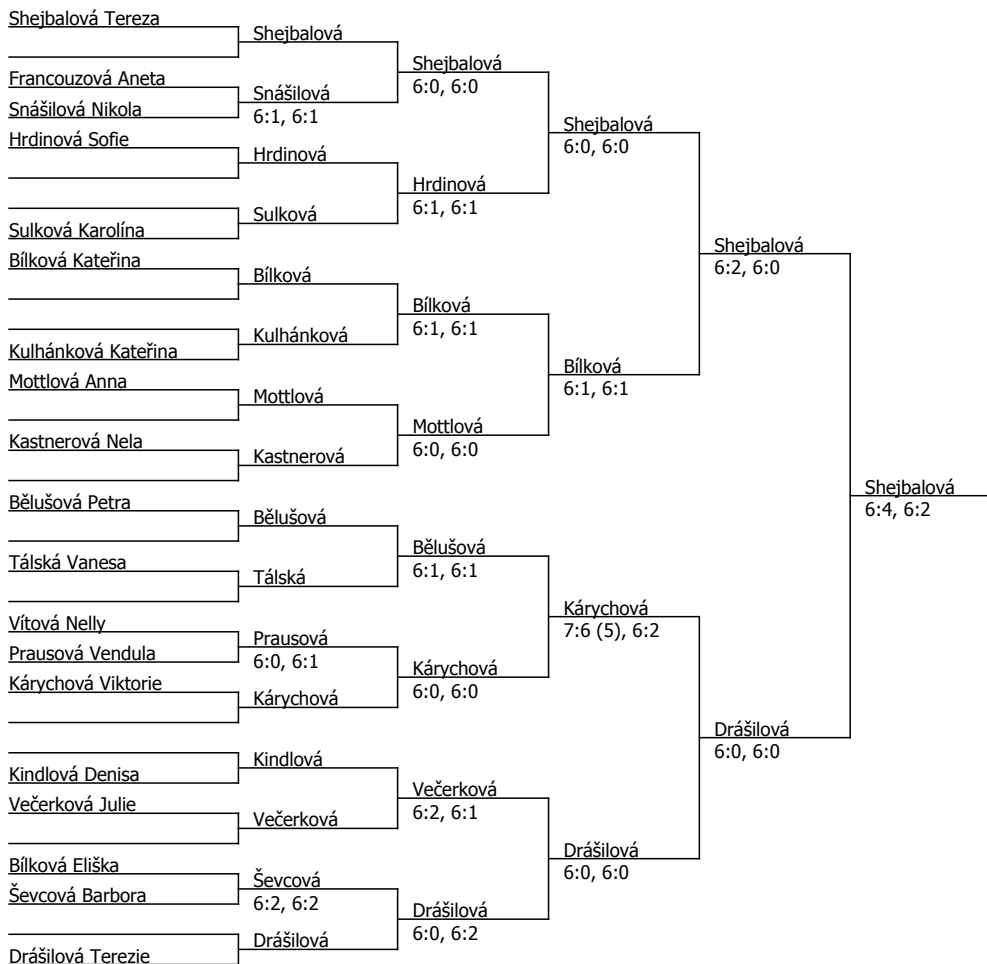 Shejbalová Tereza
Shejbalová
Shejbalová
6:0, 6:0
Francouzová Aneta
Snášilová
6:1, 6:1
Snášilová Nikola
Shejbalová
6:0, 6:0
Hrdinová Sofie
Hrdinová
Hrdinová
6:1, 6:1
Sulková
Sulková Karolína
Shejbalová
6:2, 6:0
Bílková Kateřina
Bílková
Bílková
6:1, 6:1
Kulhánková
Kulhánková Kateřina
Bílková
6:1, 6:1
Mottlová Anna
Mottlová
Mottlová
6:0, 6:0
Kastnerová Nela
Kastnerová
Shejbalová
6:4, 6:2
Bělušová Petra
Bělušová
Bělušová
6:1, 6:1
Tálská Vanesa
Tálská
Kárychová
7:6 (5), 6:2
Vítová Nelly
Prausová
6:0, 6:1
Prausová Vendula
Kárychová
6:0, 6:0
Kárychová Viktorie
Kárychová
Drášilová
6:0, 6:0
Kindlová
Kindlová Denisa
Večerková
6:2, 6:1
Večerková Julie
Večerková
Drášilová
6:0, 6:0
Bílková Eliška
Ševcová
6:2, 6:2
Ševcová Barbora
Drášilová
6:0, 6:2
Drášilová
Drášilová Terezie